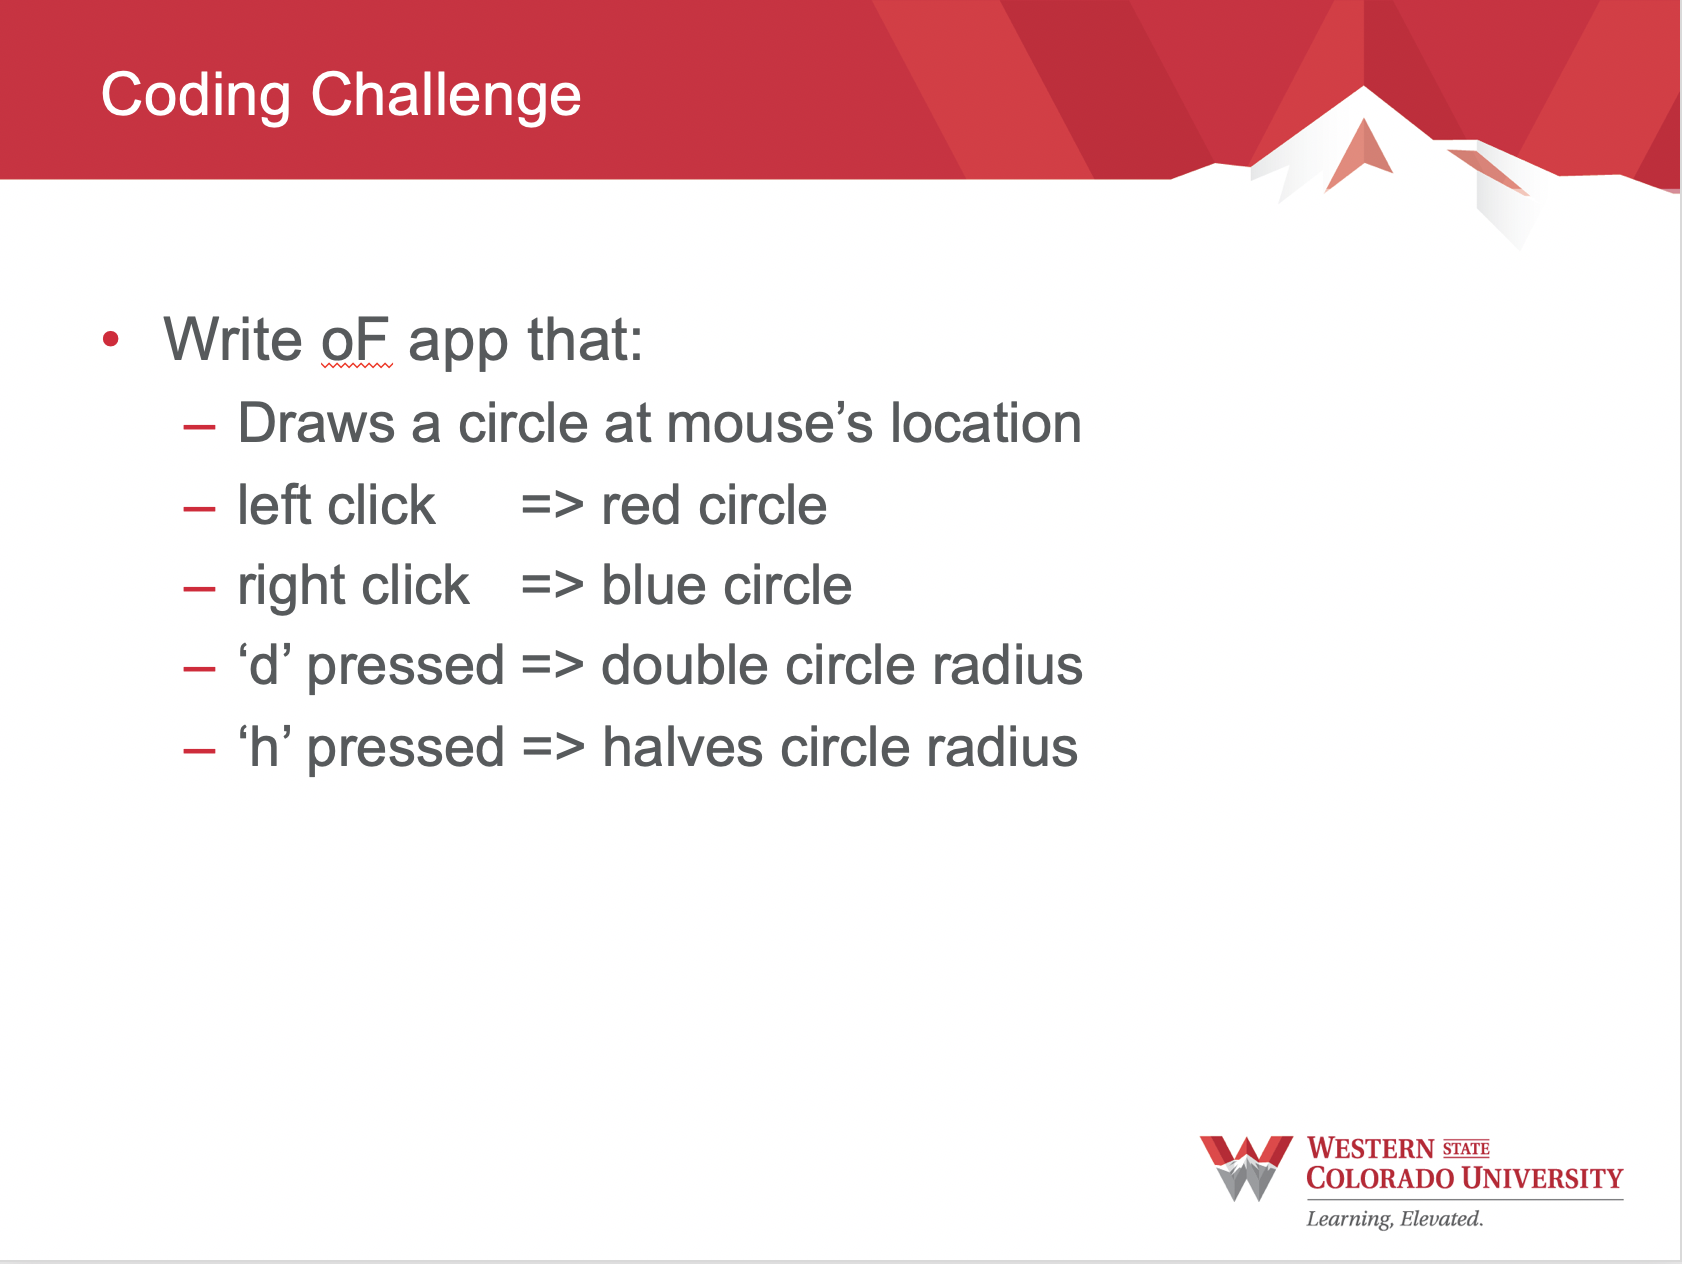 Coding Challenge
• Write oF app that:
– Draws a circle at mouse’s location
– left click => red circle
– right click => blue circle
– ‘d’ pressed => double circle radius
– ‘h’ pressed => halves circle radius
WESTERN STATE
COLORADO UNIVERSITY
Learning, Elevated.